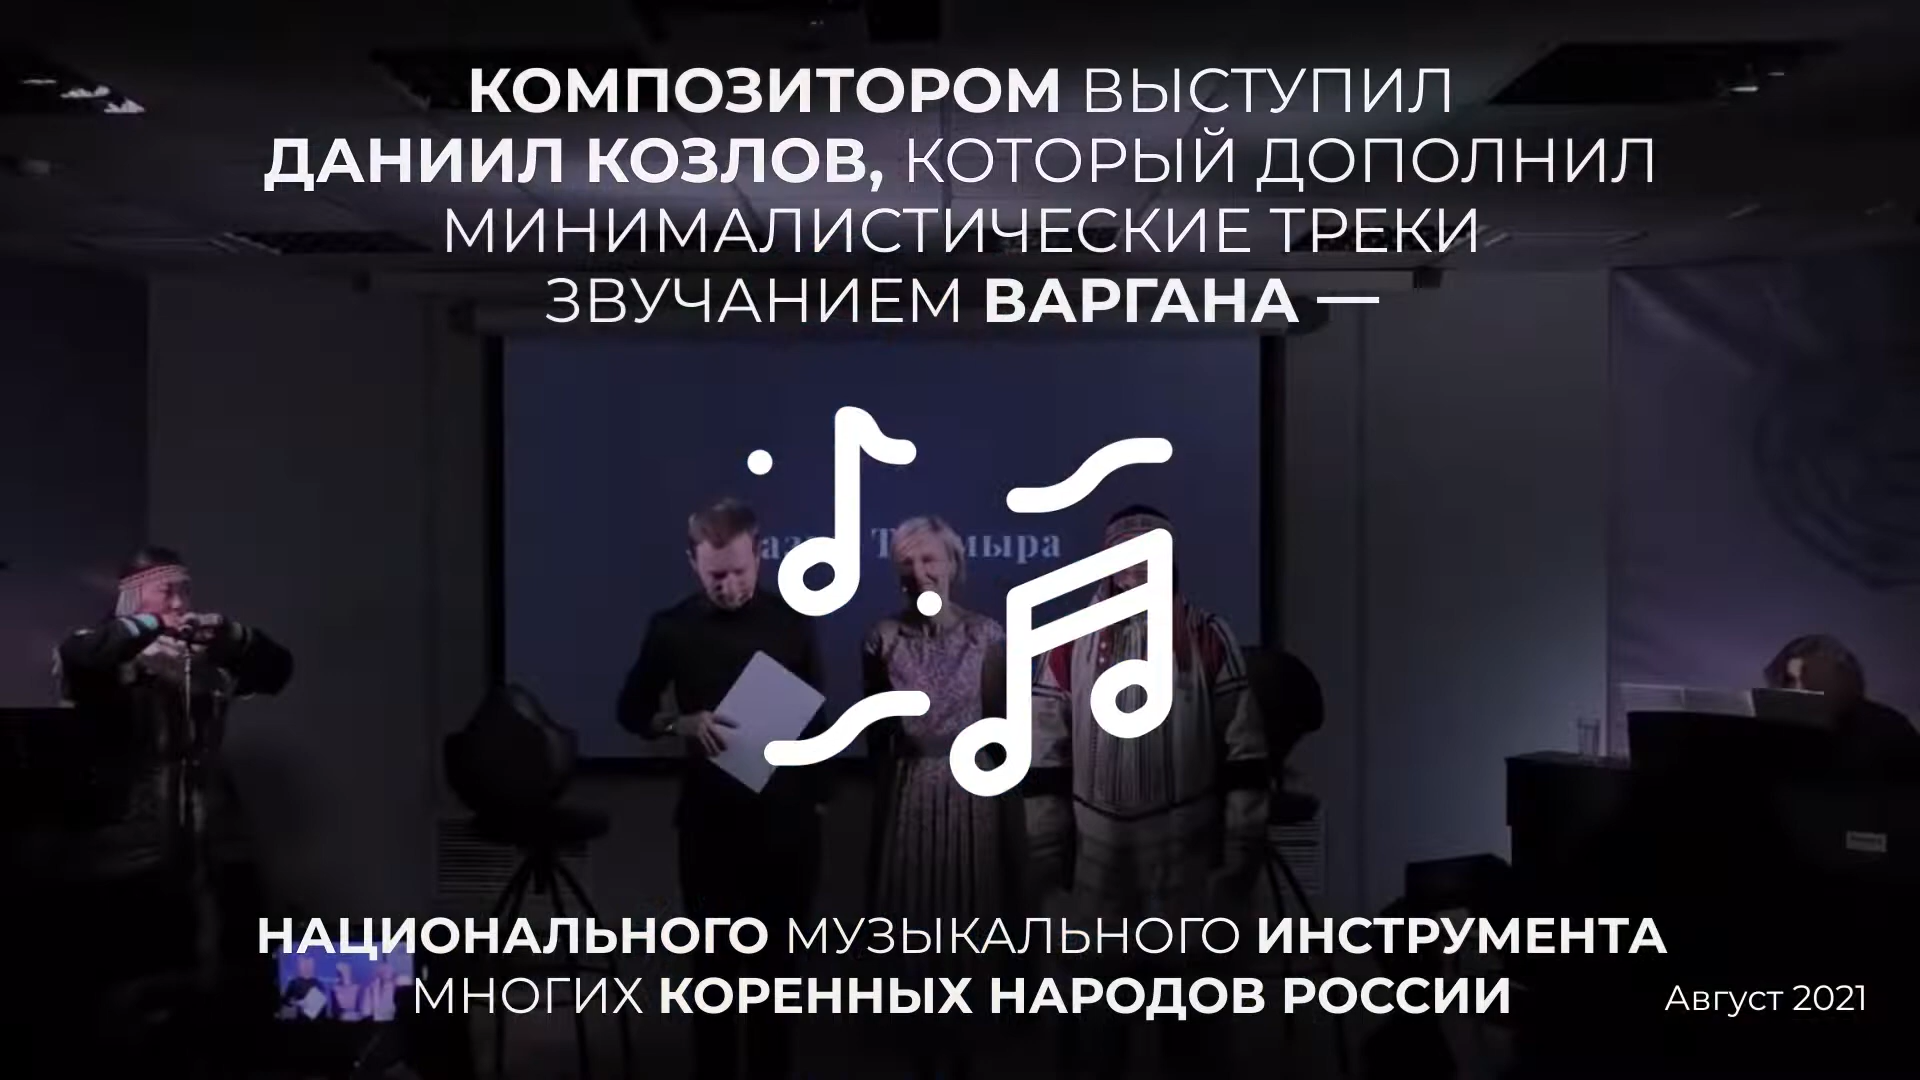 КОМПОЗИТОРОМ ВЫСТУПИЛ
ДАНИИЛ КОЗЛОВ, КОТОРЫЙ ДОПОЛНИЛ
МИНИМАЛИСТИЧЕСКИЕ ТРЕКИ
ЗВУЧАНИЕМ ВАРГАНА —
НАЦИОНАЛЬНОГО МУЗЫКАЛЬНОГО ИНСТРУМЕНТА
МНОГИХ КОРЕННЫХ НАРОДОВ РОССИИ
Август 2021